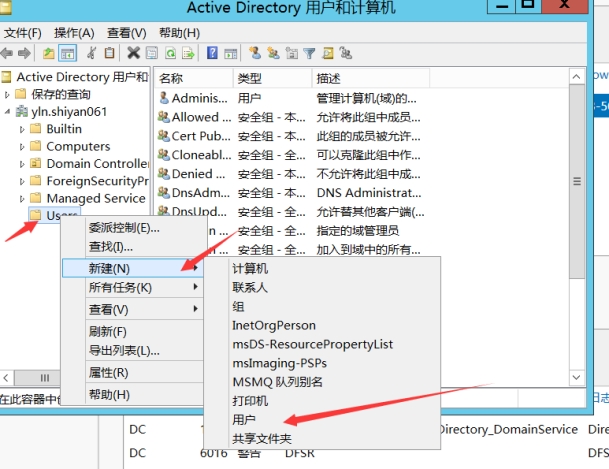 Active Directory 用户和计算机
文件(F) 操作(A) 查看(V) 帮助(H)
Active Directory 用户和计
保存的查询
yln.shiyan061
Builtin
Computers
Domain Controlle
ForeignSecurityPr
Managed Service
Users
名称 类型 描述
Adminis... 用户 管理计算机(域)的...
Allowed ... 安全组 - 本... 允许将此组中成员...
Cert Pub... 安全组 - 本... 此组的成员被允许...
Cloneabl... 安全组 - 全... 可以克隆此组中作...
Denied ... 安全组 - 本... 不允许将此组中成...
DnsAdm... 安全组 - 本... DNS Administrat...
DnsUpd... 安全组 - 全... 允许替其他客户端(...
安全组 - 全... 指定的域管理员
安全组 - 全... 加入到域中的所有...
委派控制(E)...
查找(I)...
新建(N)
所有任务(K)
查看(V)
刷新(F)
导出列表(L)...
属性(R)
帮助(H)
计算机
联系人
组
InetOrgPerson
msDS-ResourcePropertyList
msImaging-PSPs
MSMQ 队列别名
打印机
用户
共享文件夹
在此容器中
DC Directory_DomainService Dire
DC 6016 警告 DFSR DFS
日志